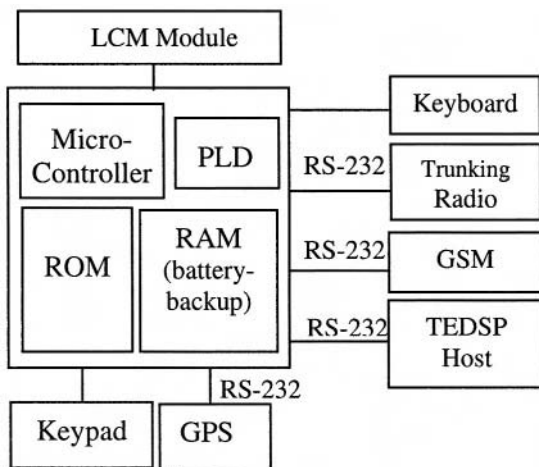 LCM Module
Micro-
Controller
PLD
ROM
RAM
(battery-
backup)
Keyboard
RS-232
Trunking
Radio
RS-232
GSM
RS-232
TEDSP
Host
RS-232
Keypad
GPS